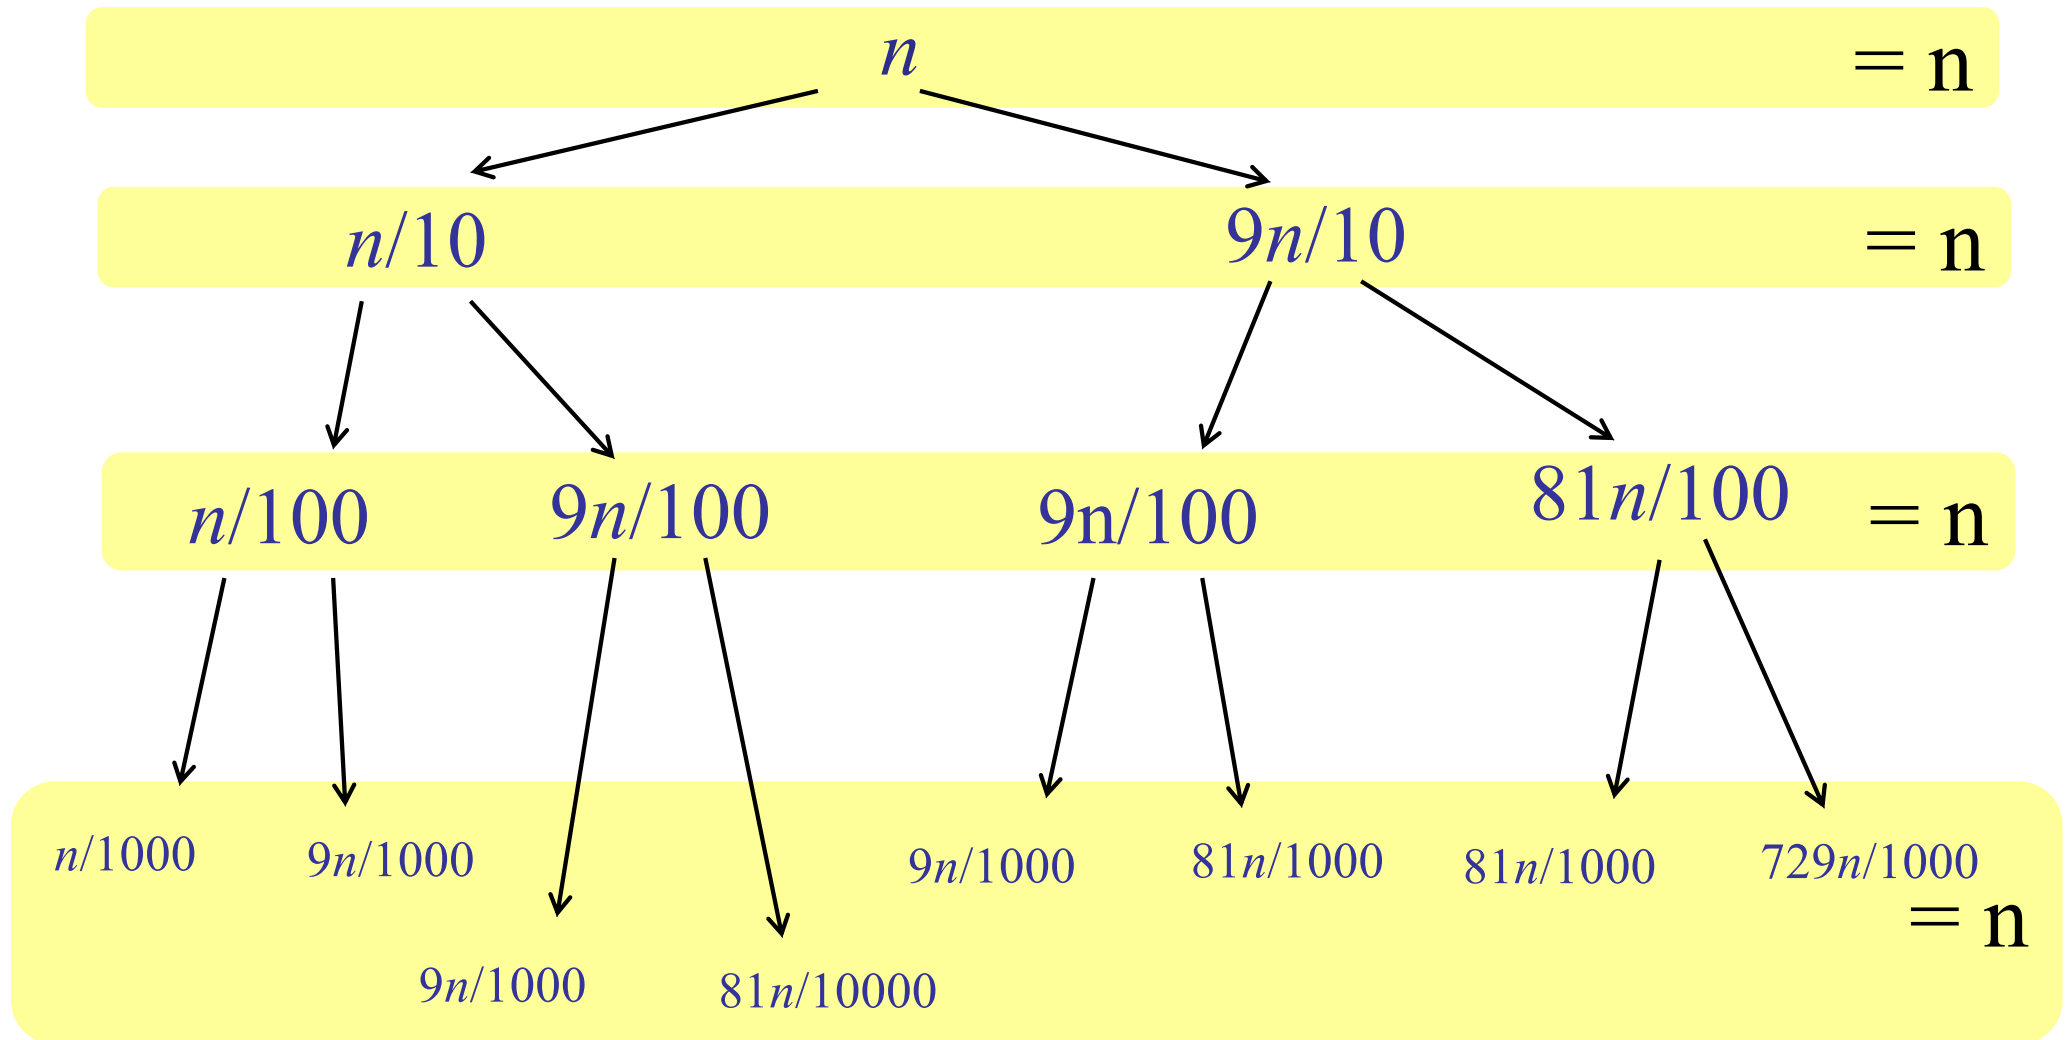 n = n
n/10 9n/10 = n
n/100 9n/100 9n/100 81n/100 = n
n/1000 9n/1000 9n/1000 81n/1000 81n/1000 729n/1000
= n
9n/1000 81n/10000